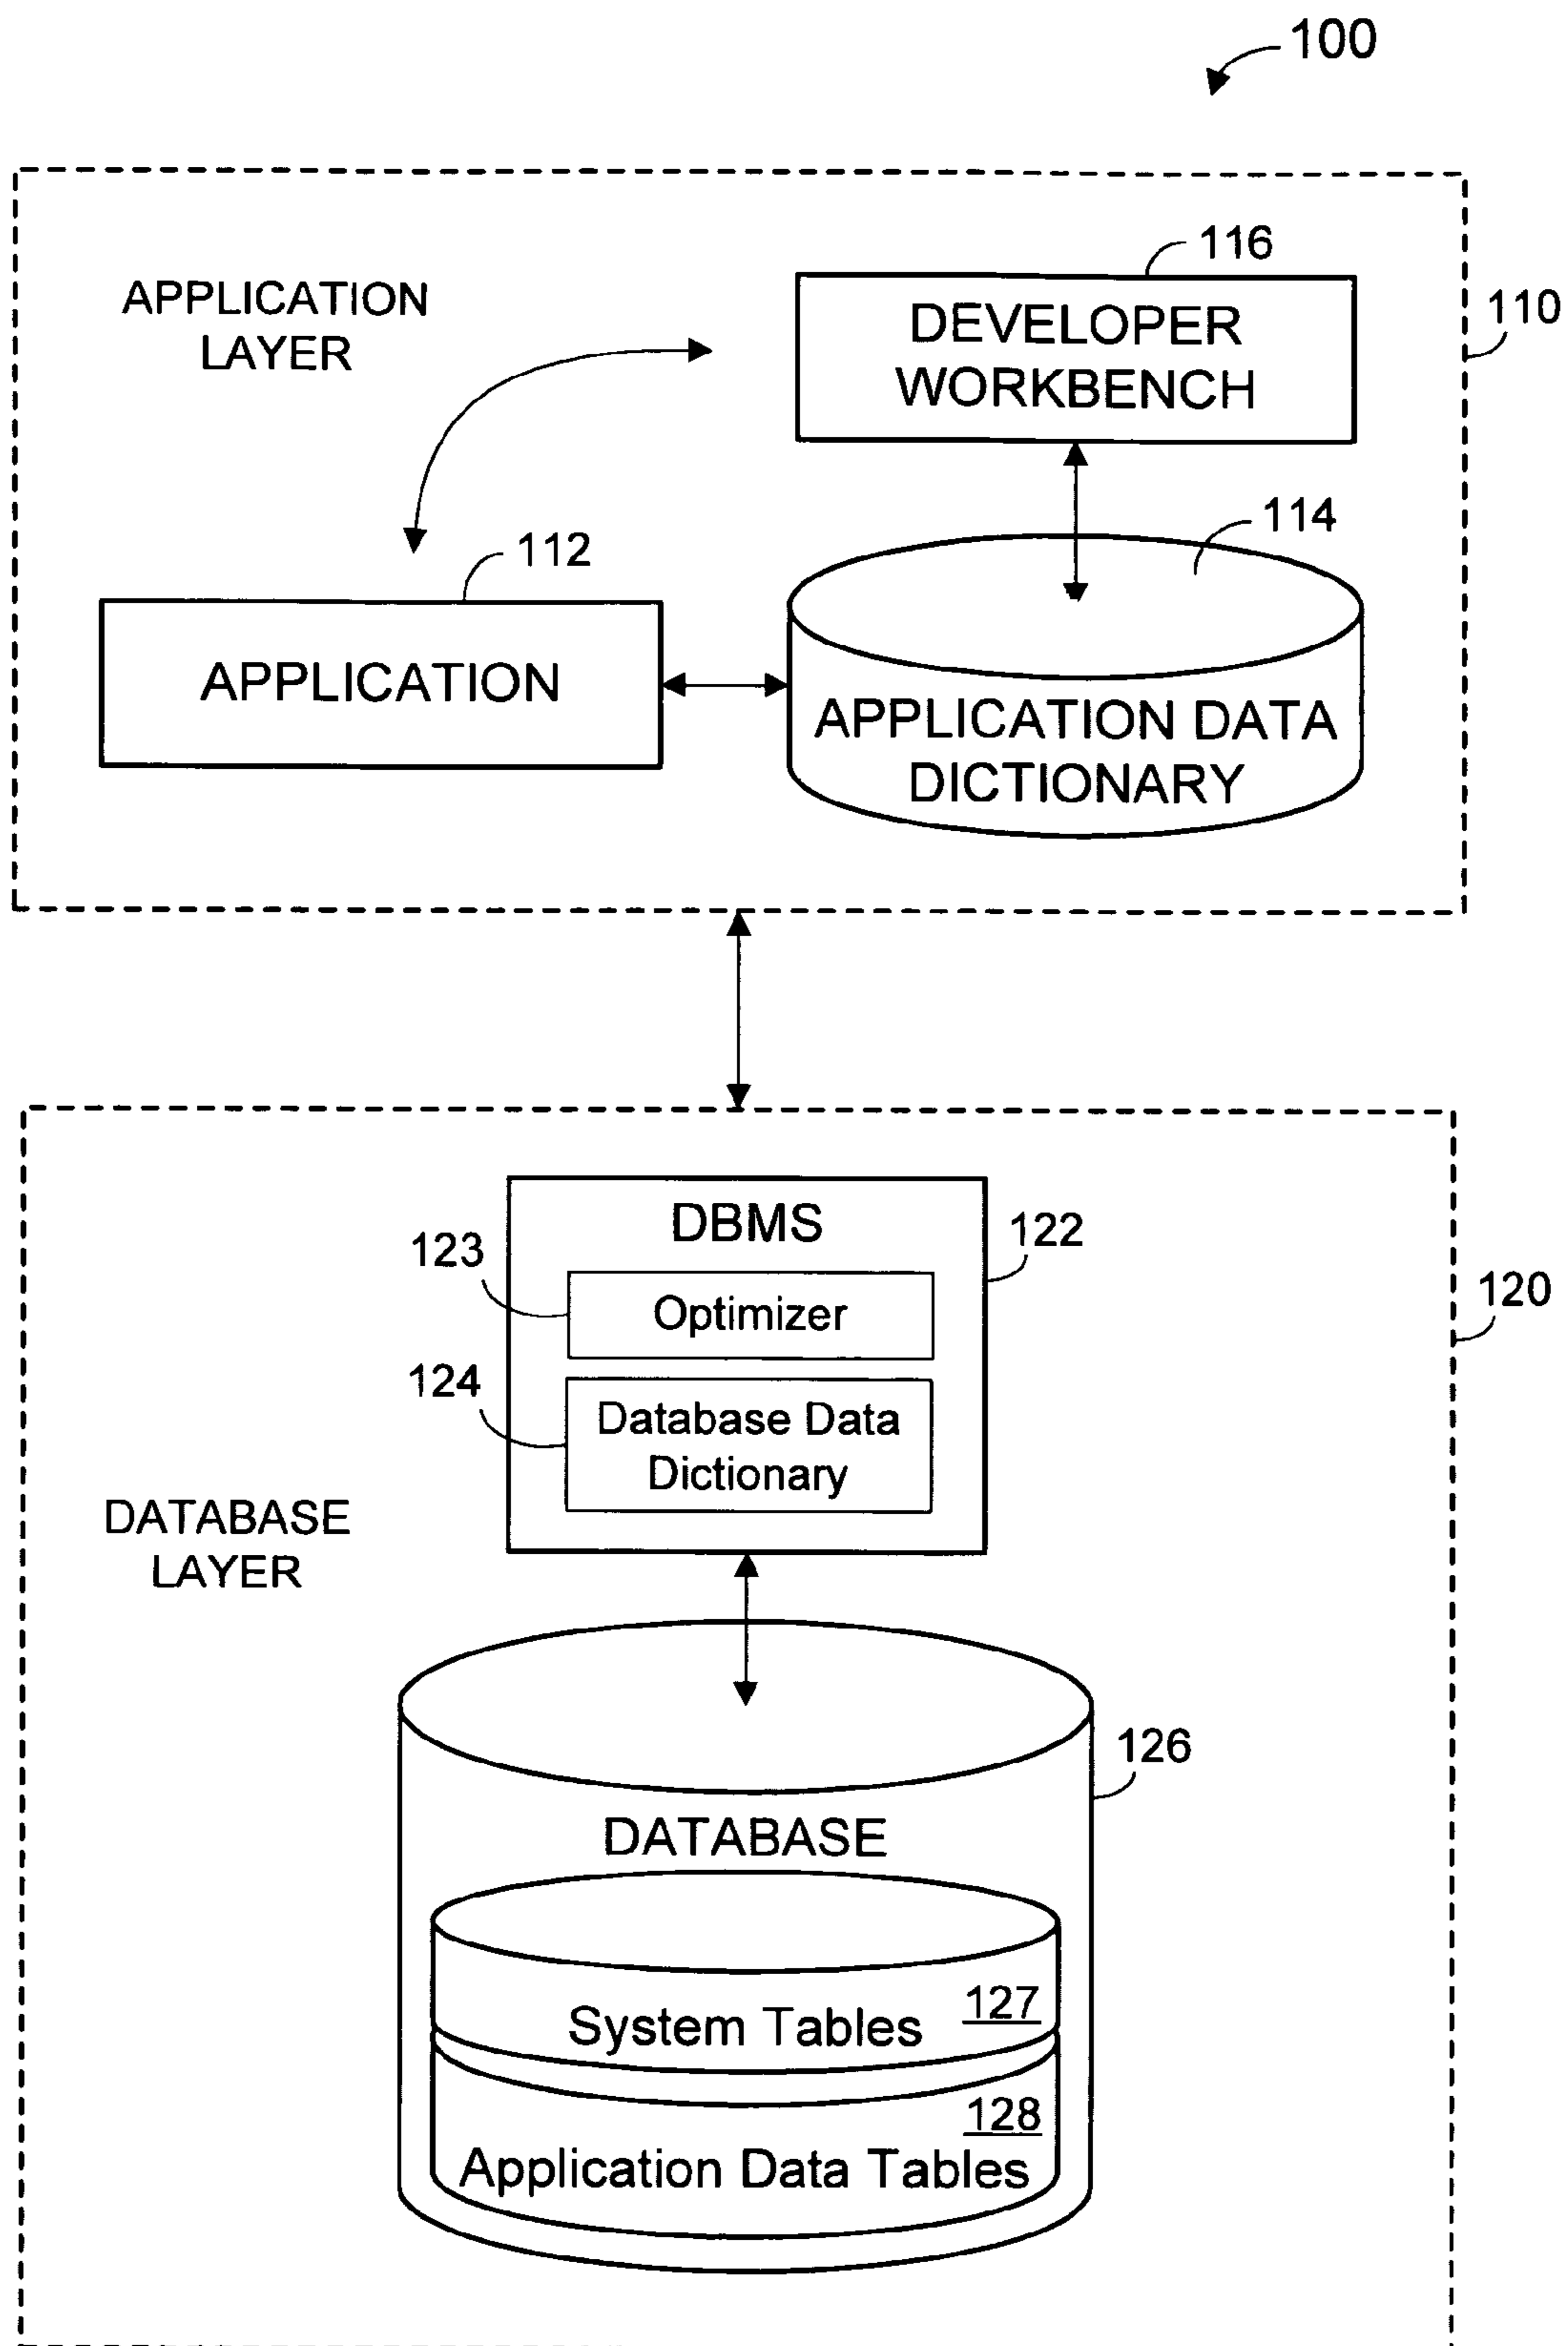 100
116
APPLICATION
LAYER
DEVELOPER
WORKBENCH
110
114
112
APPLICATION
APPLICATION DATA
DICTIONARY
DBMS
122
123
Optimizer
120
124
Database Data
Dictionary
DATABASE
LAYER
126
DATABASE
127
System Tables
128
Application Data Tables